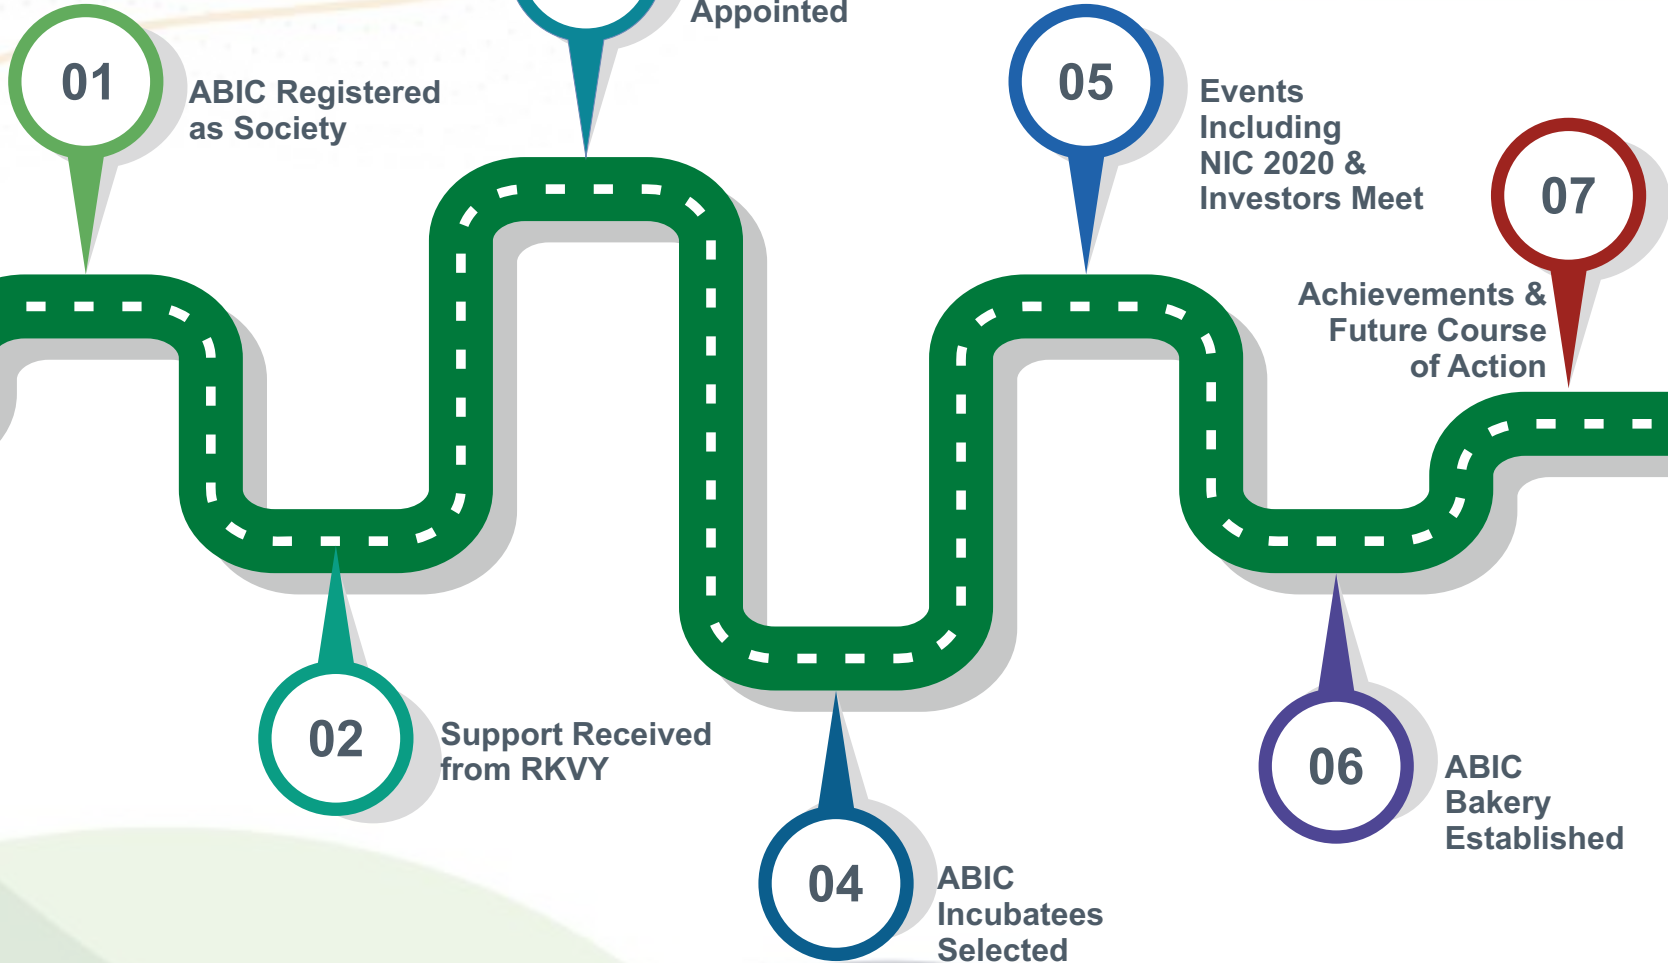 01
ABIC Registered
as Society
02
Support Received
from RKVY
Appointed
04
ABIC
Incubatees
Selected
05
Events
Including
NIC 2020 &
Investors Meet
06
ABIC
Bakery
Established
07
Achievements &
Future Course
of Action